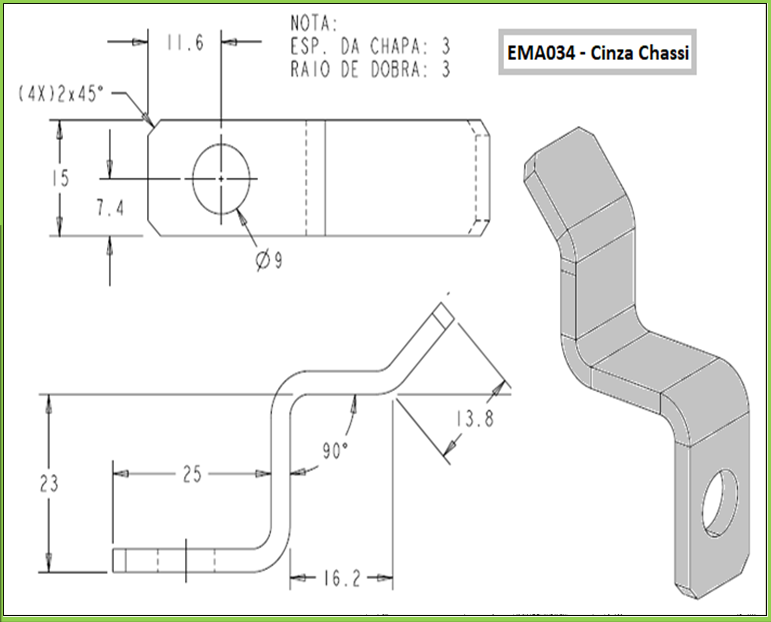 NOTA:
ESP. DA CHAPA: 3
RAIO DE DOBRA: 3
EMA034 - Cinza Chassi
11.6
(4X)2x45°
15
7.4
Ø9
13.8
90°
25
23
16.2